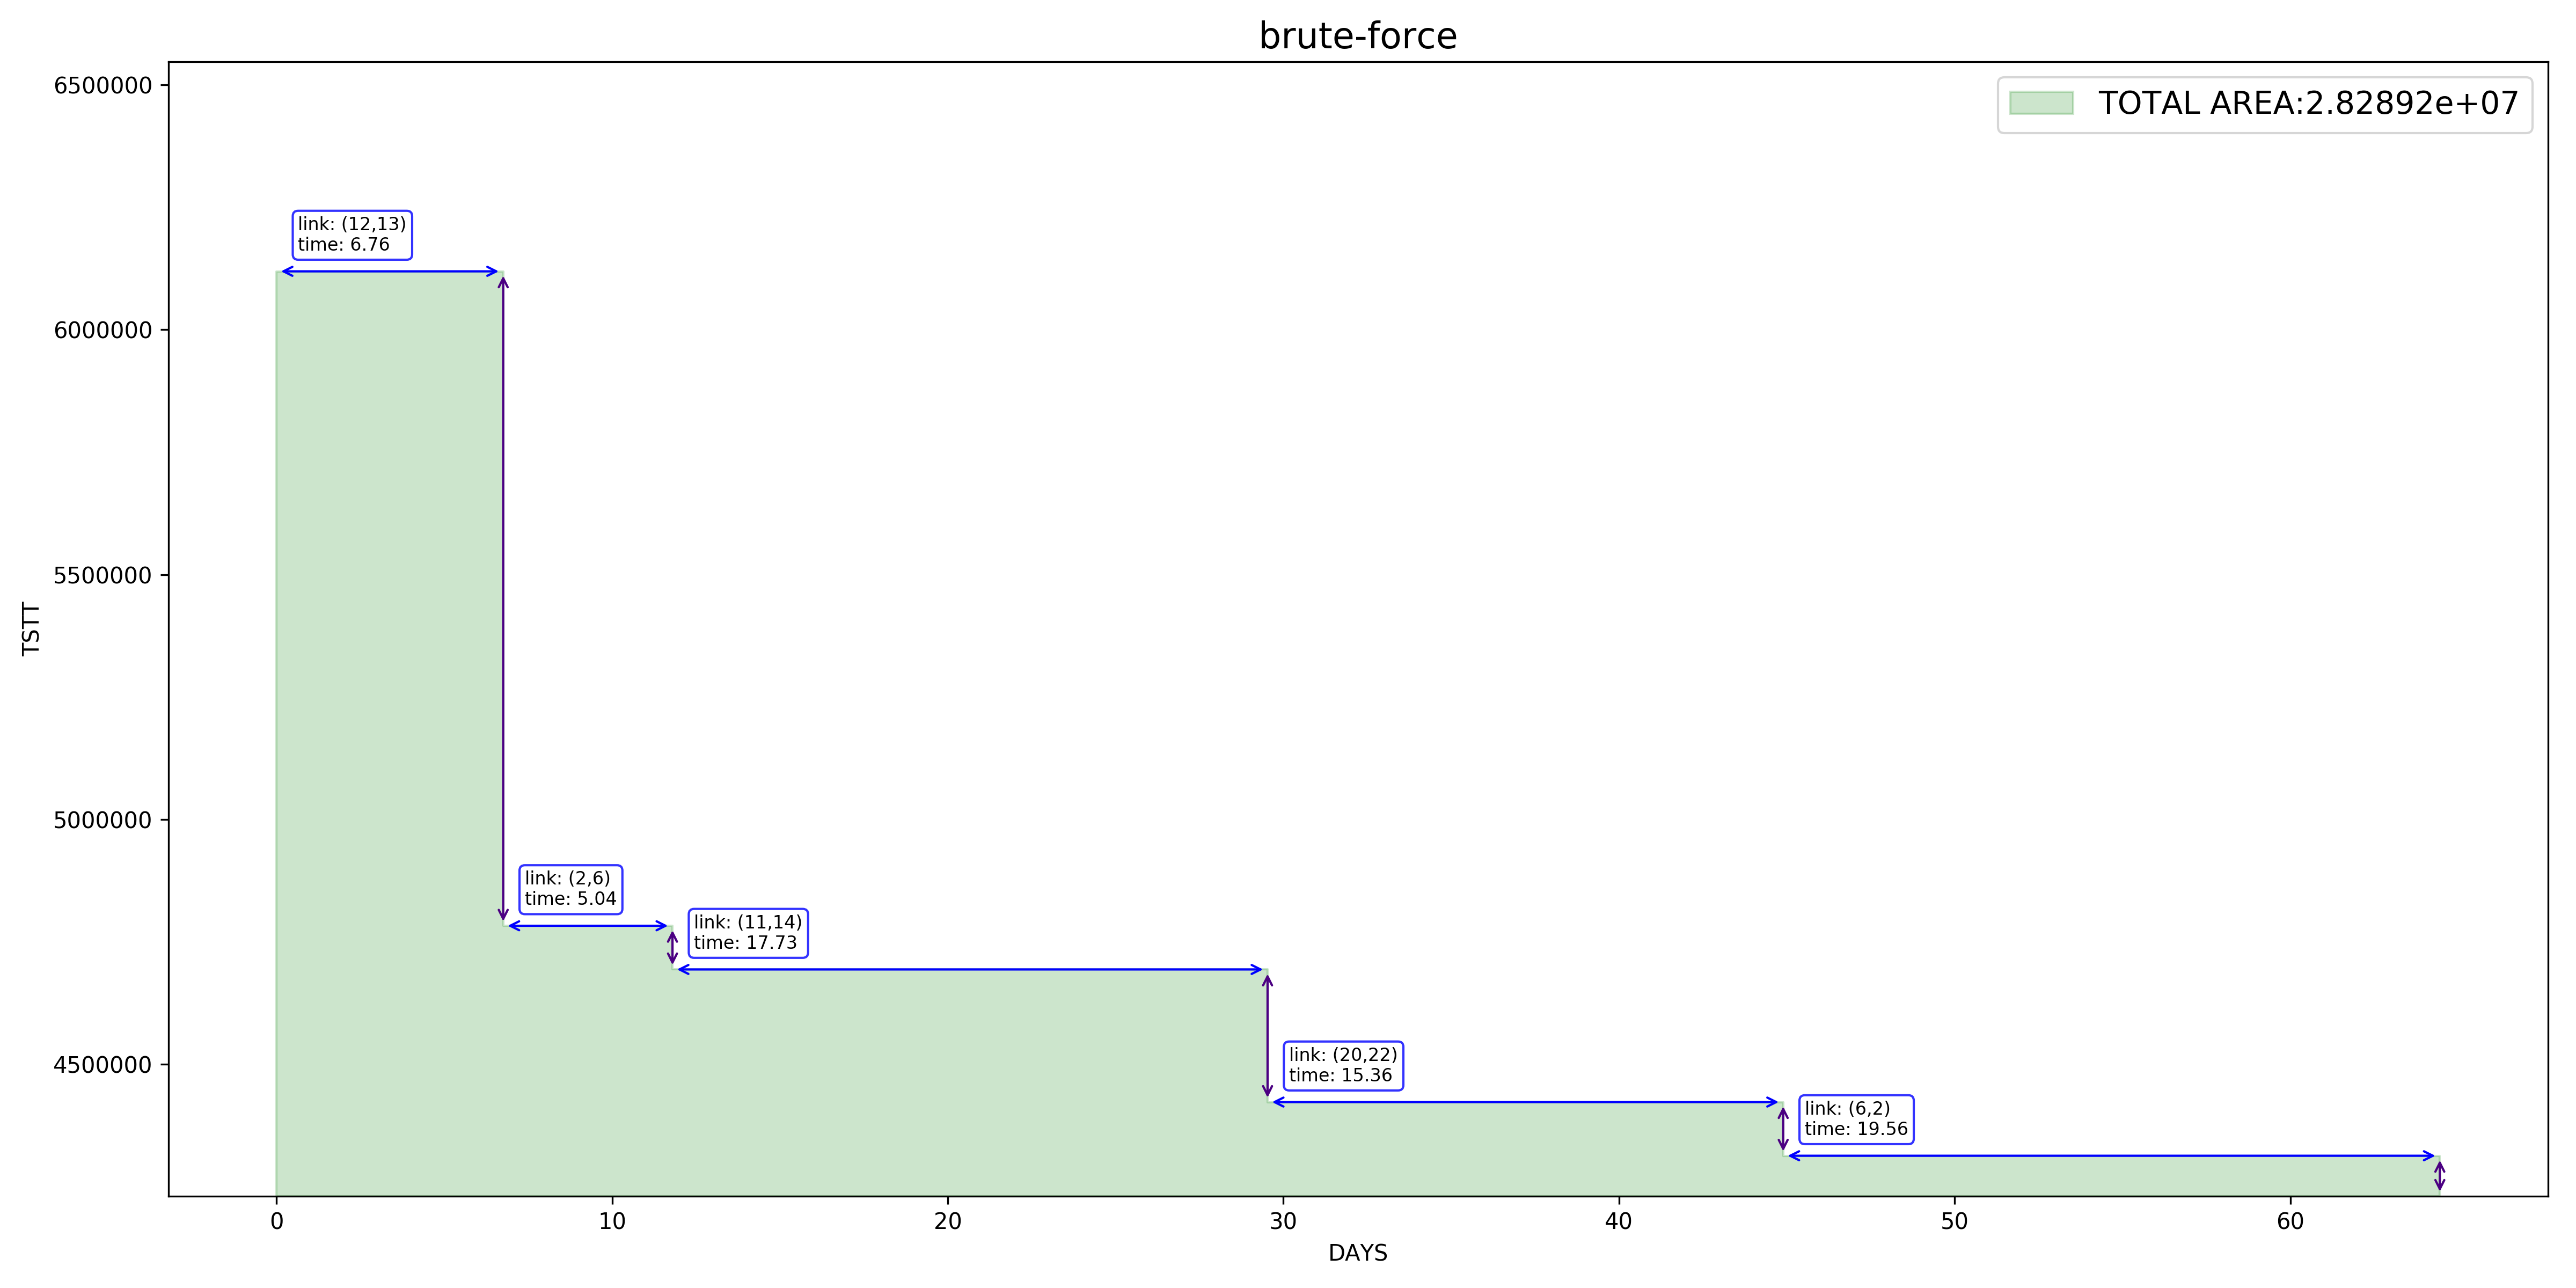 brute-force
TOTAL AREA:2.82892e+07
TSTT
6500000
6000000
5500000
5000000
4500000
link: (12,13)
time: 6.76
link: (2,6)
time: 5.04
link: (11,14)
time: 17.73
link: (20,22)
time: 15.36
link: (6,2)
time: 19.56
0 10 20 30 40 50 60
DAYS